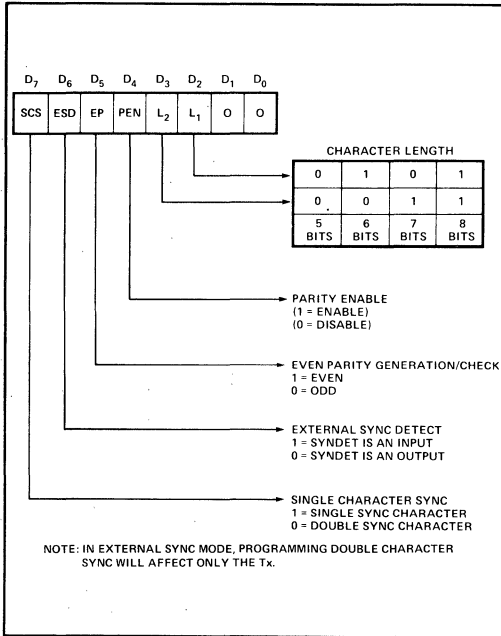 D7 D6 D5 D4 D3 D2 D1 D0
SCS ESD EP PEN L2 L1 0 0
CHARACTER LENGTH
0 1 0 1
0 0 1 1
5 BITS 6 BITS 7 BITS 8 BITS
PARITY ENABLE
(1 = ENABLE)
(0 = DISABLE)
EVEN PARITY GENERATION/CHECK
1 = EVEN
0 = ODD
EXTERNAL SYNC DETECT
1 = SYNDET IS AN INPUT
0 = SYNDET IS AN OUTPUT
SINGLE CHARACTER SYNC
1 = SINGLE SYNC CHARACTER
0 = DOUBLE SYNC CHARACTER
NOTE: IN EXTERNAL SYNC MODE, PROGRAMMING DOUBLE CHARACTER
SYNC WILL AFFECT ONLY THE Tx.